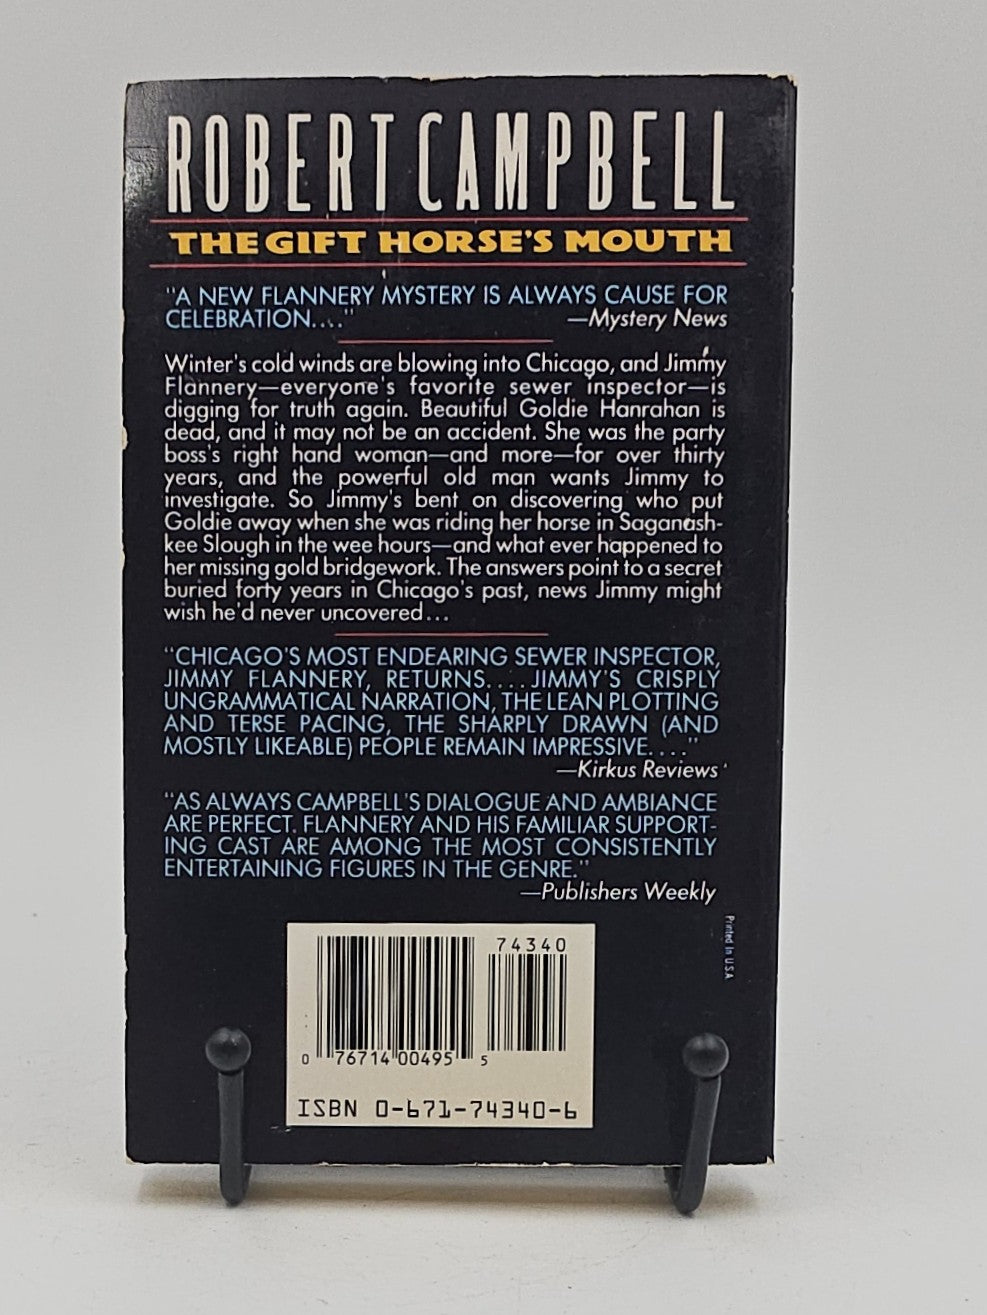 ROBERT CAMPBELL
THE GIFT HORSE'S MOUTH
"A NEW FLANNERY MYSTERY IS ALWAYS CAUSE FOR
CELEBRATION...."
—Mystery News
Winter's cold winds are blowing into Chicago, and Jimmy
Flannery—everyone's favorite sewer inspector—is
digging for truth again. Beautiful Goldie Hanrahan is
dead, and it may not be an accident. She was the party
boss's right hand woman—and more—for over thirty
years, and the powerful old man wants Jimmy to
investigate. So Jimmy's bent on discovering who put
Goldie away when she was riding her horse in Saganash-
kee Slough in the wee hours—and what ever happened to
her missing gold bridgework. The answers point to a secret
buried forty years in Chicago's past, news Jimmy might
wish he'd never uncovered...
"CHICAGO'S MOST ENDEARING SEWER INSPECTOR,
JIMMY FLANNERY, RETURNS....JIMMY'S CRISPLY
UNGRAMMATICAL NARRATION, THE LEAN PLOTTING
AND TERSE PACING, THE SHARPLY DRAWN (AND
MOSTLY LIKEABLE) PEOPLE REMAIN IMPRESSIVE...."
—Kirkus Reviews
"AS ALWAYS CAMPBELL'S DIALOGUE AND AMBIANCE
ARE PERFECT. FLANNERY AND HIS FAMILIAR SUPPORT-
ING CAST ARE AMONG THE MOST CONSISTENTLY
ENTERTAINING FIGURES IN THE GENRE."
—Publishers Weekly
Printed in U.S.A.
74340
0 76714 00495 5
ISBN 0-671-74340-6